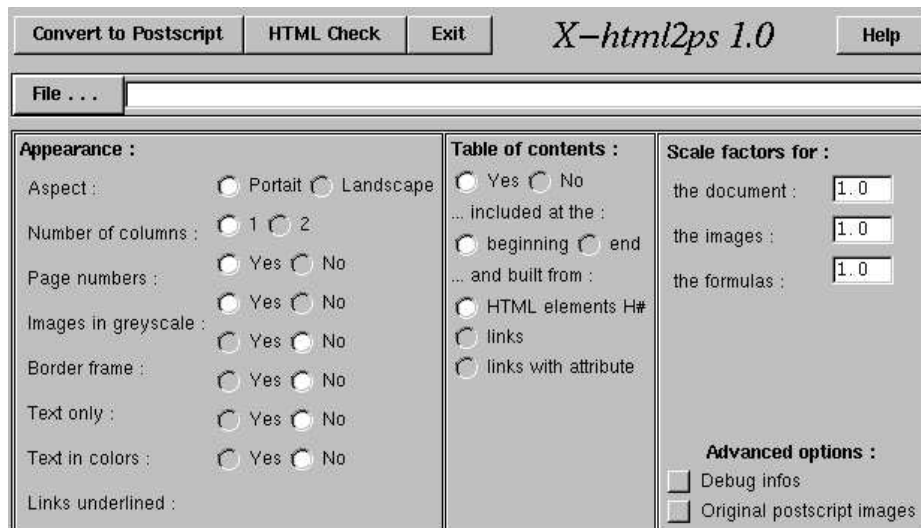 Convert to Postscript HTML Check Exit X-html2ps 1.0 Help
File . . .
Appearance :
Aspect : Portait Landscape
Number of columns : 1 2
Page numbers : Yes No
Images in greyscale : Yes No
Border frame : Yes No
Text only : Yes No
Text in colors : Yes No
Links underlined : Yes No
Table of contents :
Yes No
... included at the :
beginning end
... and built from :
HTML elements H#
links
links with attribute
Scale factors for :
the document : 1.0
the images : 1.0
the formulas : 1.0
Advanced options :
Debug infos
Original postscript images